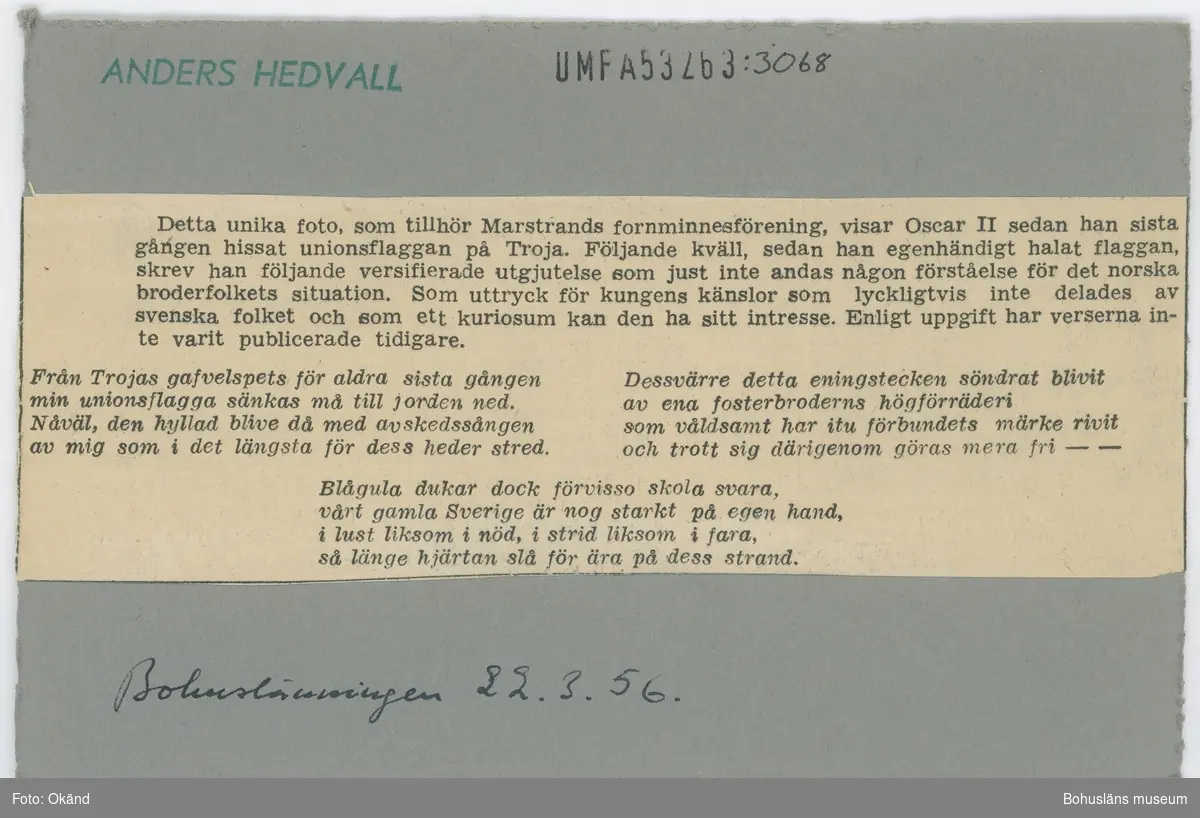 ANDERS HEDVALL
UMFA53263:3068
Detta unika foto, som tillhör Marstrands fornminnesförening, visar Oscar II sedan han sista
gången hissat unionsflaggan på Troja. Följande kväll, sedan han egenhändigt halat flaggan,
skrev han följande versifierade utgjutelse som just inte andas någon förståelse för det norska
broderfolkets situation. Som uttryck för kungens känslor som lyckligtvis inte delades av
svenska folket och som ett kuriosum kan den ha sitt intresse. Enligt uppgift har verserna in-
te varit publicerade tidigare.
Från Trojas gafvelspets för aldra sista gången
min unionsflagga sänkas må till jorden ned.
Nåväl, den hyllad blive då med avskedssången
av mig som i det längsta för dess heder stred.
Dessvärre detta eningstecken söndrat blivit
av ena fosterbroderns högförräderi
som våldsamt har itu förbundets märke rivit
och trott sig därigenom göras mera fri — —
Blågula dukar dock förvisso skola svara,
vårt gamla Sverige är nog starkt på egen hand,
i lust liksom i nöd, i strid liksom i fara,
så länge hjärtan slå för ära på dess strand.
Bohusläningen 22.3.56.
Foto: Okänd
Bohusläns museum